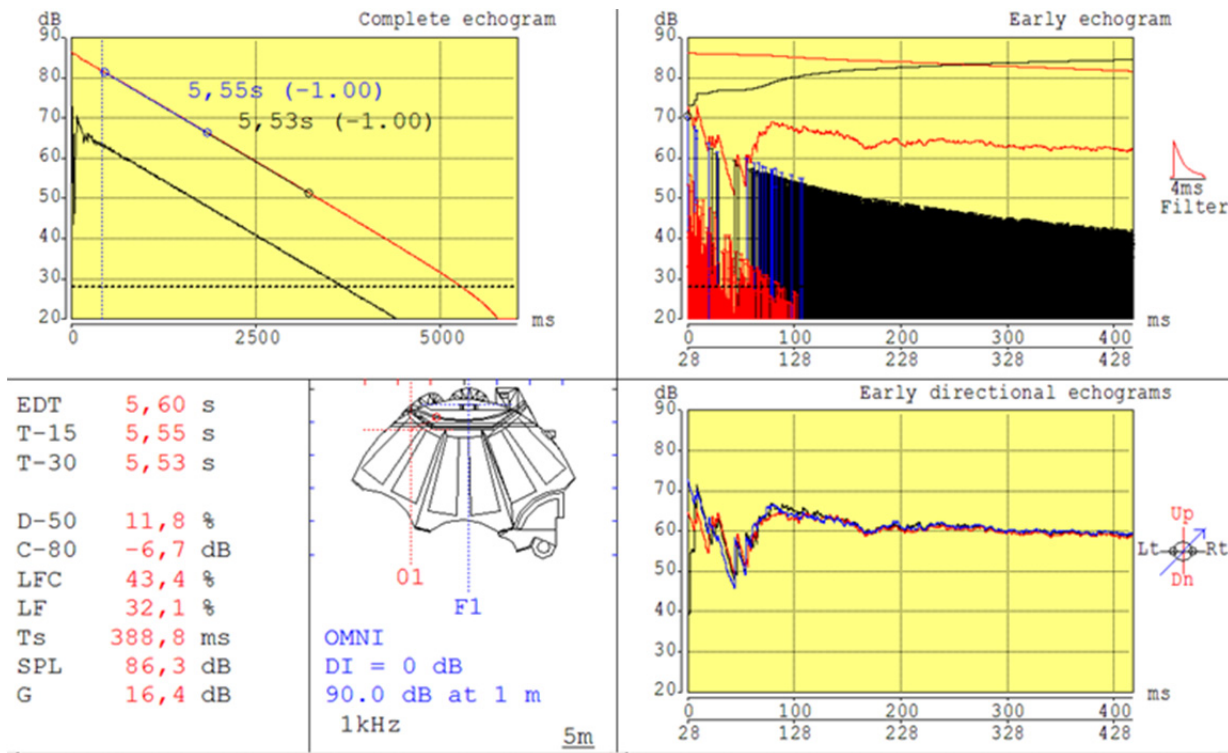 dB Complete echogram
90
80
5,55s (-1.00)
70
5,53s (-1.00)
60
50
40
30
20
ms
0 2500 5000
dB Early echogram
90
80
70
60
50
40
30
20
ms
0 100 200 300 400
28 128 228 328 428
4ms
Filter
EDT 5,60 s
T-15 5,55 s
T-30 5,53 s
D-50 11,8 %
C-80 -6,7 dB
LFC 43,4 %
LF 32,1 %
Ts 388,8 ms
SPL 86,3 dB
G 16,4 dB
O1
F1
OMNI
DI = 0 dB
90.0 dB at 1 m
1kHz 5m
dB Early directional echograms
90
80
70
60
50
40
30
20
ms
0 100 200 300 400
28 128 228 328 428
Up
Lt Rt
Dn